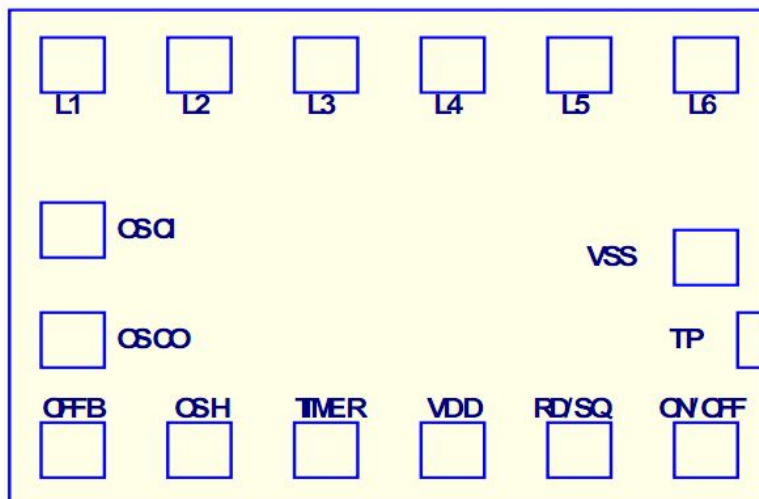 L1 L2 L3 L4 L5 L6
OSCI
VSS
OSCO
TP
OFFB OSH TIMER VDD RD/SQ ON/OFF